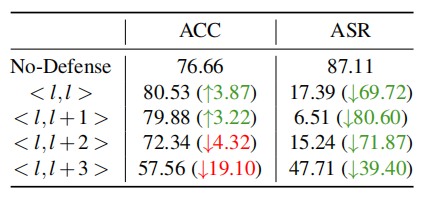 ACC ASR
No-Defense 76.66 87.11
< l,l > 80.53 (↑3.87) 17.39 (↓69.72)
< l,l+1 > 79.88 (↑3.22) 6.51 (↓80.60)
< l,l+2 > 72.34 (↓4.32) 15.24 (↓71.87)
< l,l+3 > 57.56 (↓19.10) 47.71 (↓39.40)